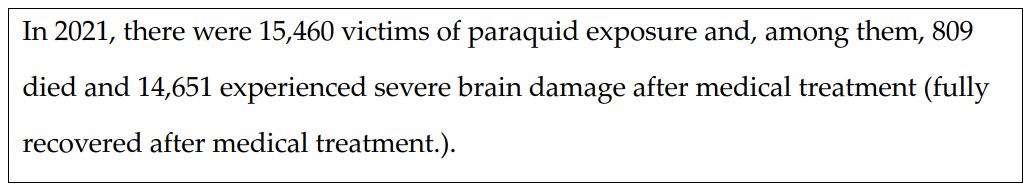 In 2021, there were 15,460 victims of paraquid exposure and, among them, 809
died and 14,651 experienced severe brain damage after medical treatment (fully
recovered after medical treatment.).